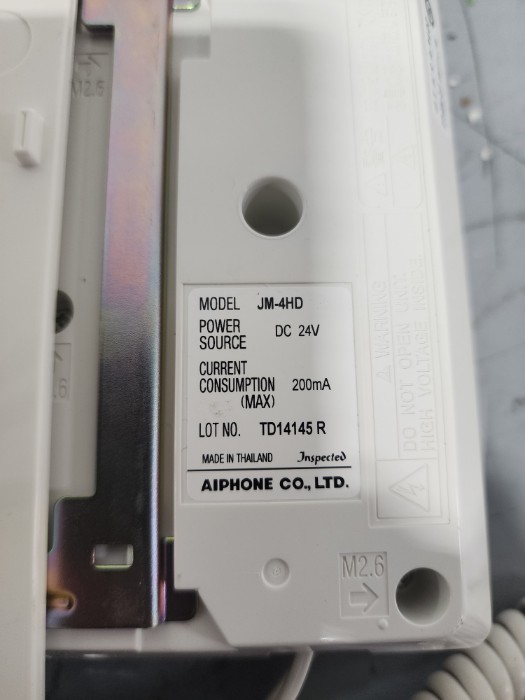 MODEL JM-4HD
POWER SOURCE DC 24V
CURRENT CONSUMPTION (MAX) 200mA
LOT NO. TD14145 R
MADE IN THAILAND Inspected
AIPHONE CO., LTD.
⚠ WARNING
DO NOT OPEN UNIT
HIGH VOLTAGE INSIDE
M2.6
M2.6